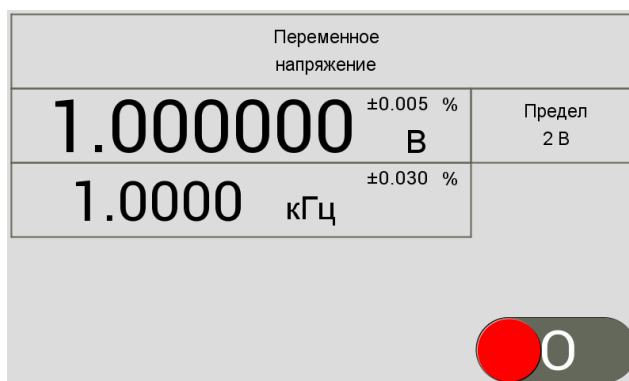 Переменное
напряжение
1.000000 ±0.005 % В
Предел
2 В
1.0000 кГц ±0.030 %
O